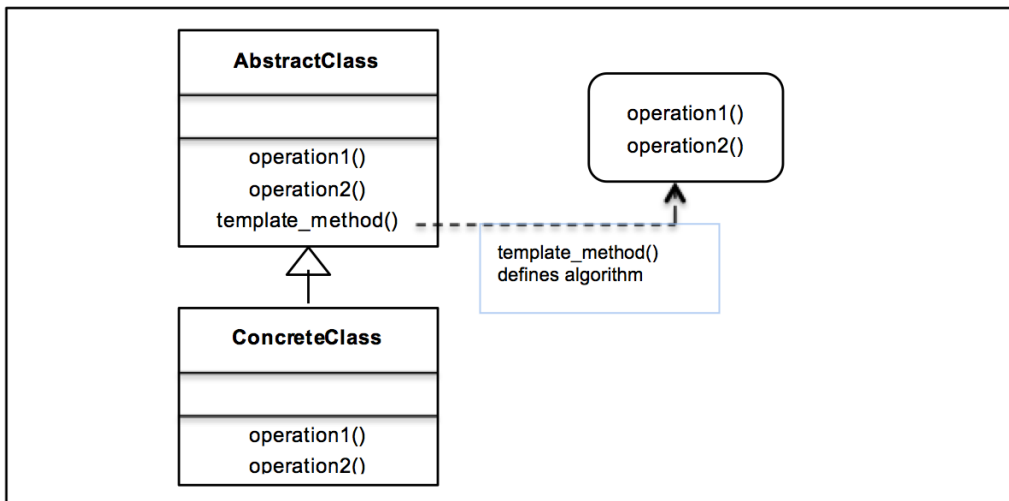 AbstractClass
operation1()
operation2()
template_method()
operation1()
operation2()
template_method()
defines algorithm
ConcreteClass
operation1()
operation2()